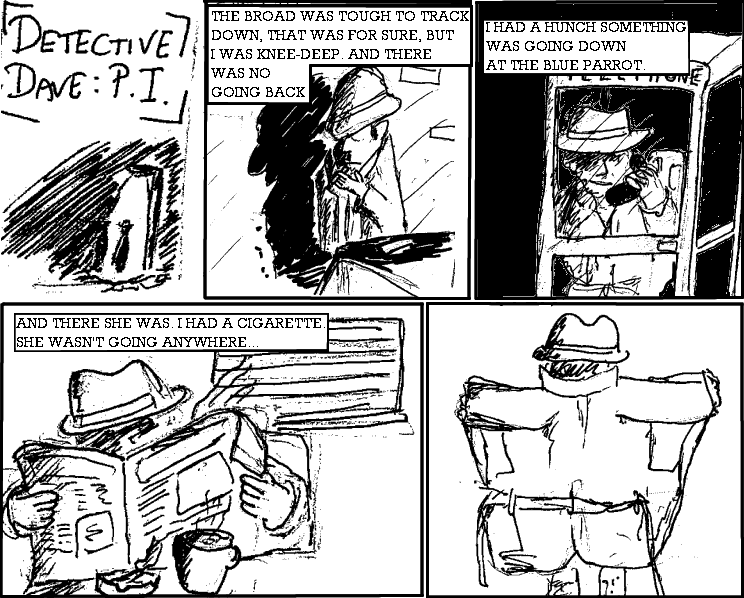 DETECTIVE
DAVE: P.I.
THE BROAD WAS TOUGH TO TRACK
DOWN, THAT WAS FOR SURE, BUT
I WAS KNEE-DEEP. AND THERE
WAS NO
GOING BACK
I HAD A HUNCH SOMETHING
WAS GOING DOWN
AT THE BLUE PARROT.
TELEPHONE
AND THERE SHE WAS. I HAD A CIGARETTE.
SHE WASN'T GOING ANYWHERE...